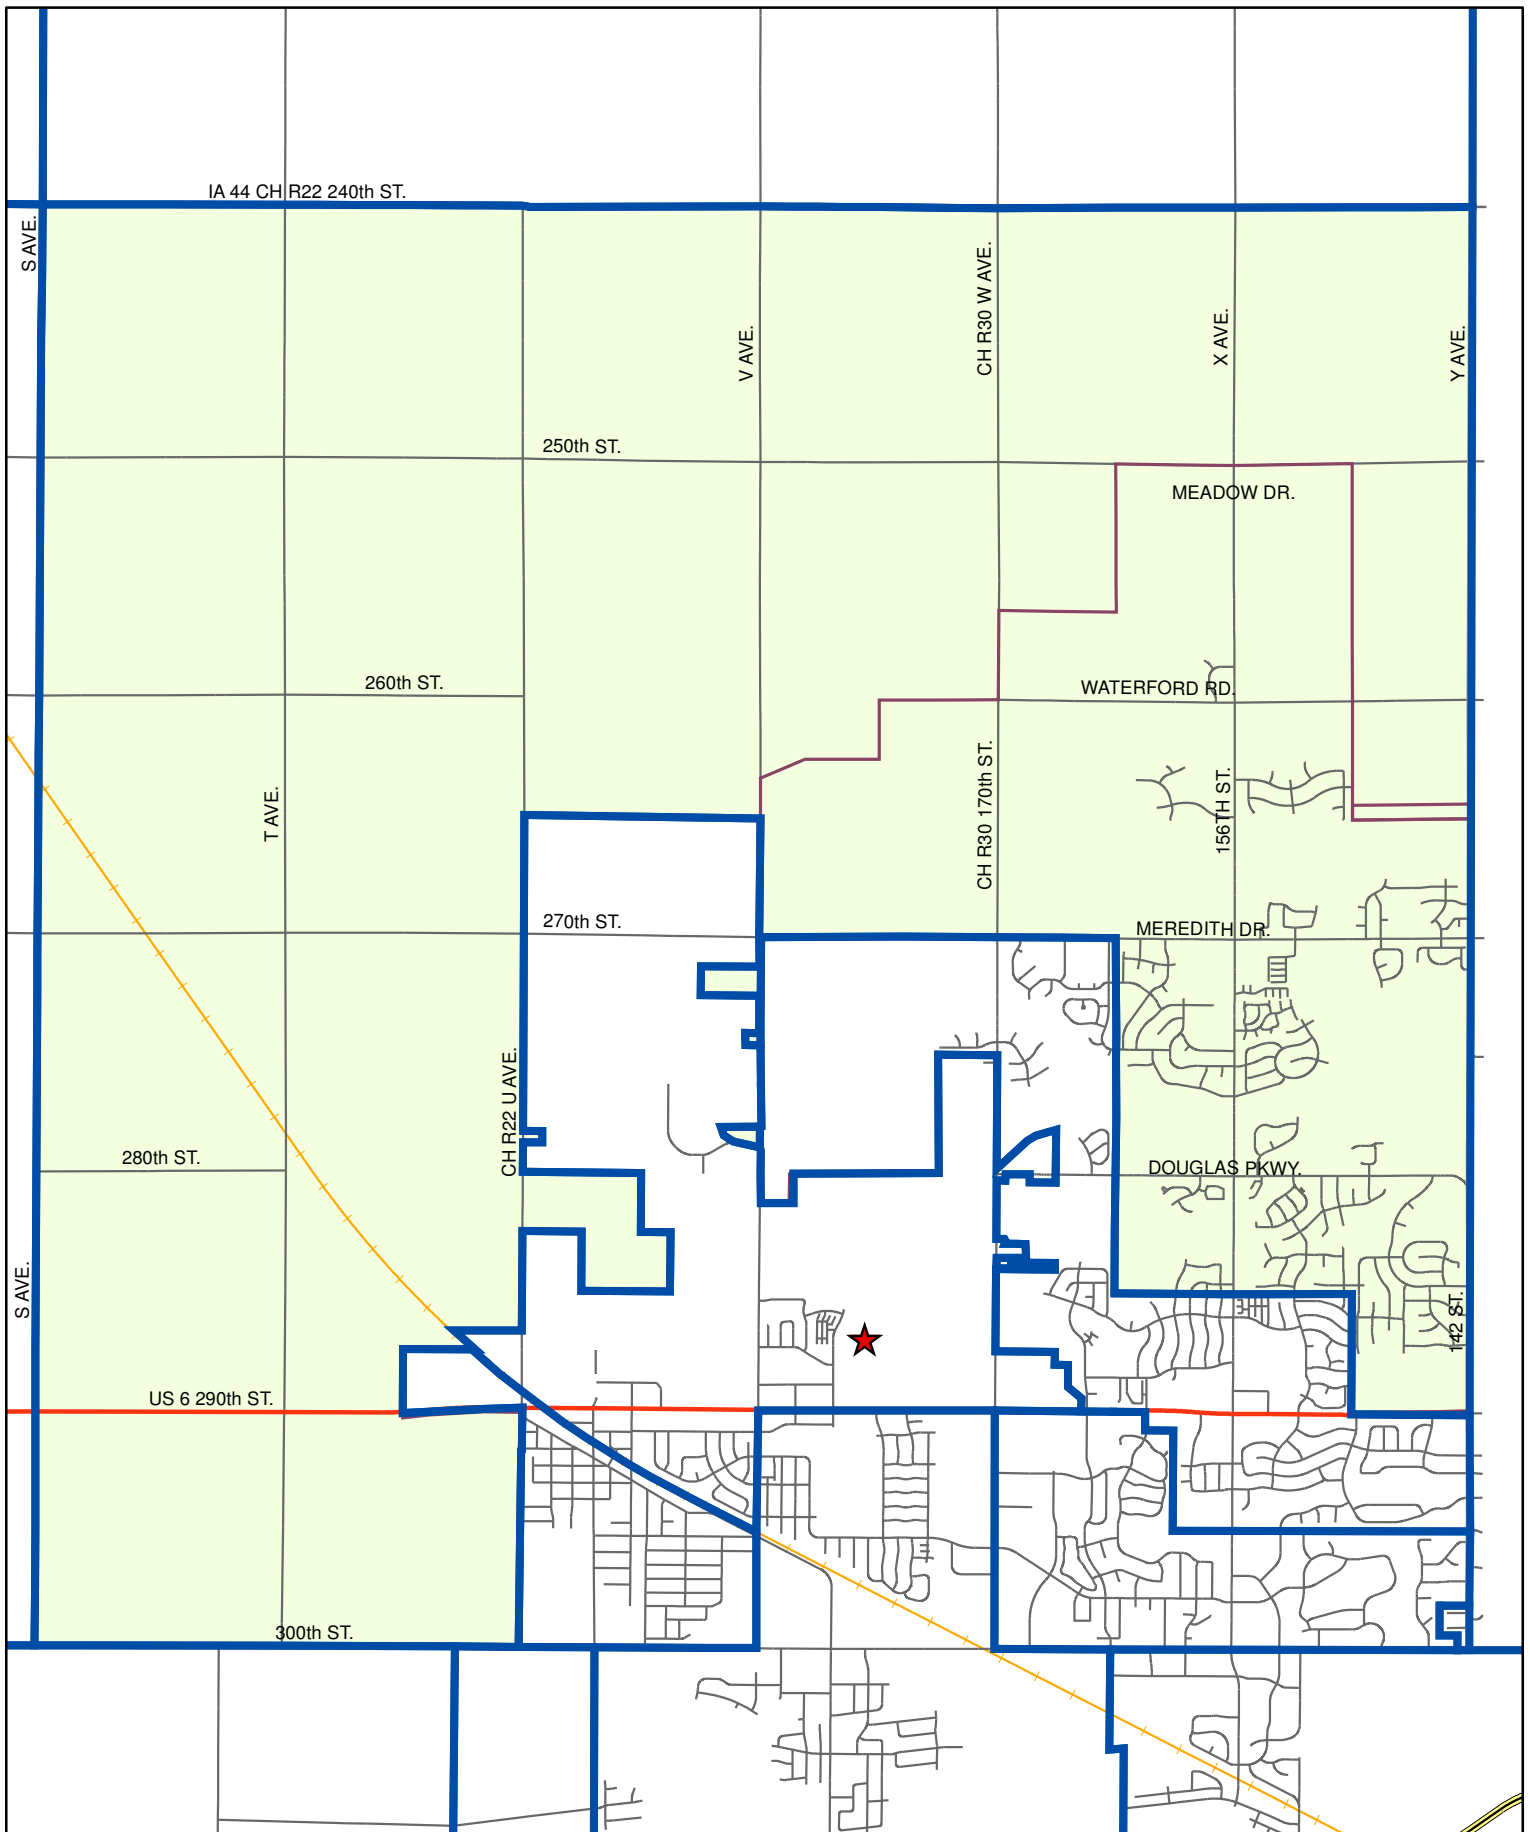 IA 44 CH R22 240th ST.
S AVE.
CH R30 W AVE.
X AVE.
V AVE.
Y AVE.
250th ST.
MEADOW DR.
260th ST.
WATERFORD RD.
CH R30 170th ST.
156TH ST.
T AVE.
270th ST.
MEREDITH DR.
CH R22 U AVE.
280th ST.
DOUGLAS PKWY.
S AVE.
142 ST.
US 6 290th ST.
300th ST.